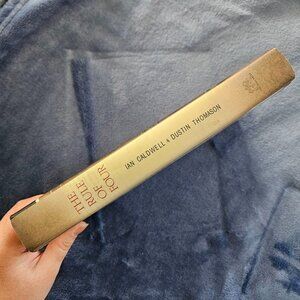 THE
RULE
OF
FOUR
IAN CALDWELL & DUSTIN THOMASON